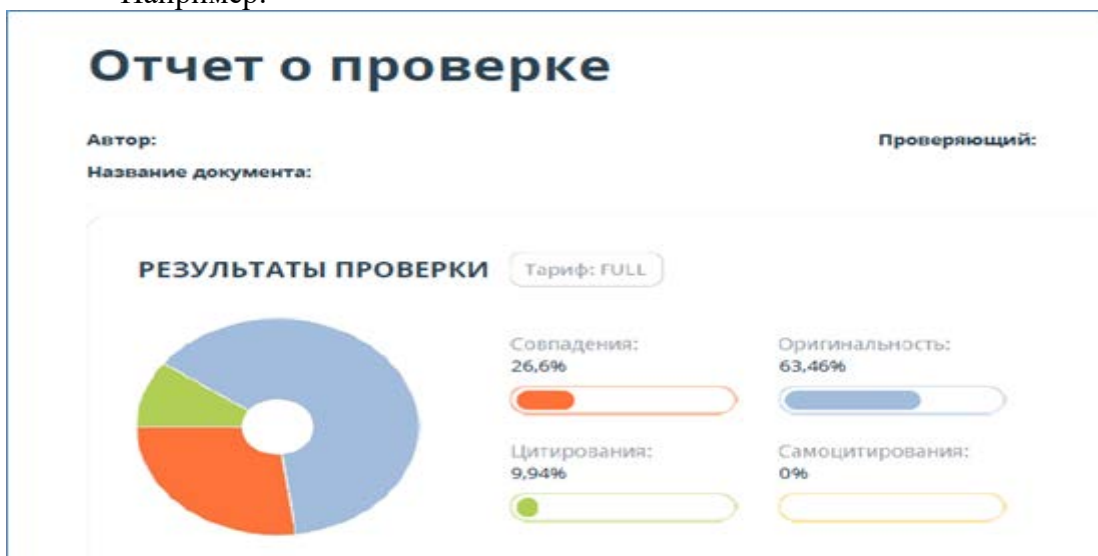 Например:
Отчет о проверке
Автор:
Проверяющий:
Название документа:
РЕЗУЛЬТАТЫ ПРОВЕРКИ
Тариф: FULL
Совпадения:
26,6%
Оригинальность:
63,46%
Цитирования:
9,94%
Самоцитирования:
0%